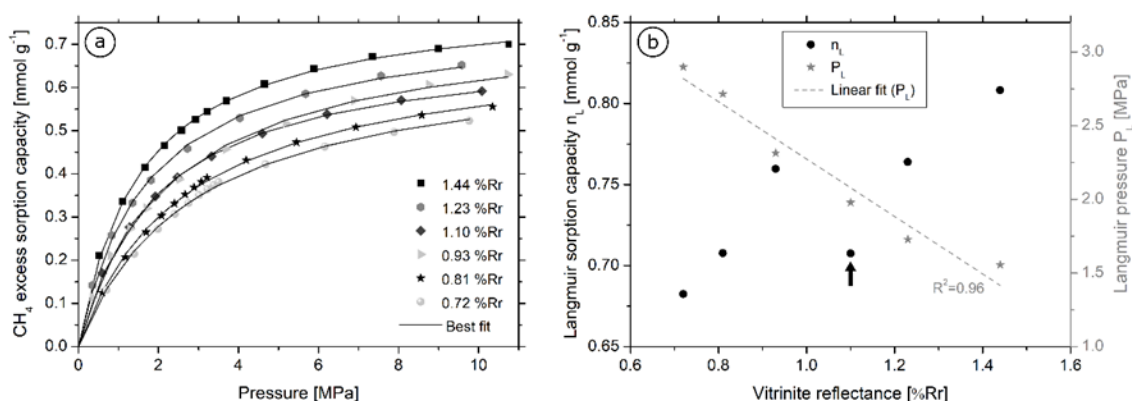 a
CH4 excess sorption capacity [mmol g-1]
0.7
0.6
0.5
0.4
0.3
0.2
0.1
0.0
0 2 4 6 8 10
Pressure [MPa]
1.44 %Rr
1.23 %Rr
1.10 %Rr
0.93 %Rr
0.81 %Rr
0.72 %Rr
Best fit
b
Langmuir sorption capacity nL [mmol g-1]
0.85
0.80
0.75
0.70
0.65
0.6 0.8 1.0 1.2 1.4 1.6
Vitrinite reflectance [%Rr]
nL
PL
Linear fit (PL)
R2=0.96
3.0
2.5
2.0
1.5
1.0
Langmuir pressure PL [MPa]